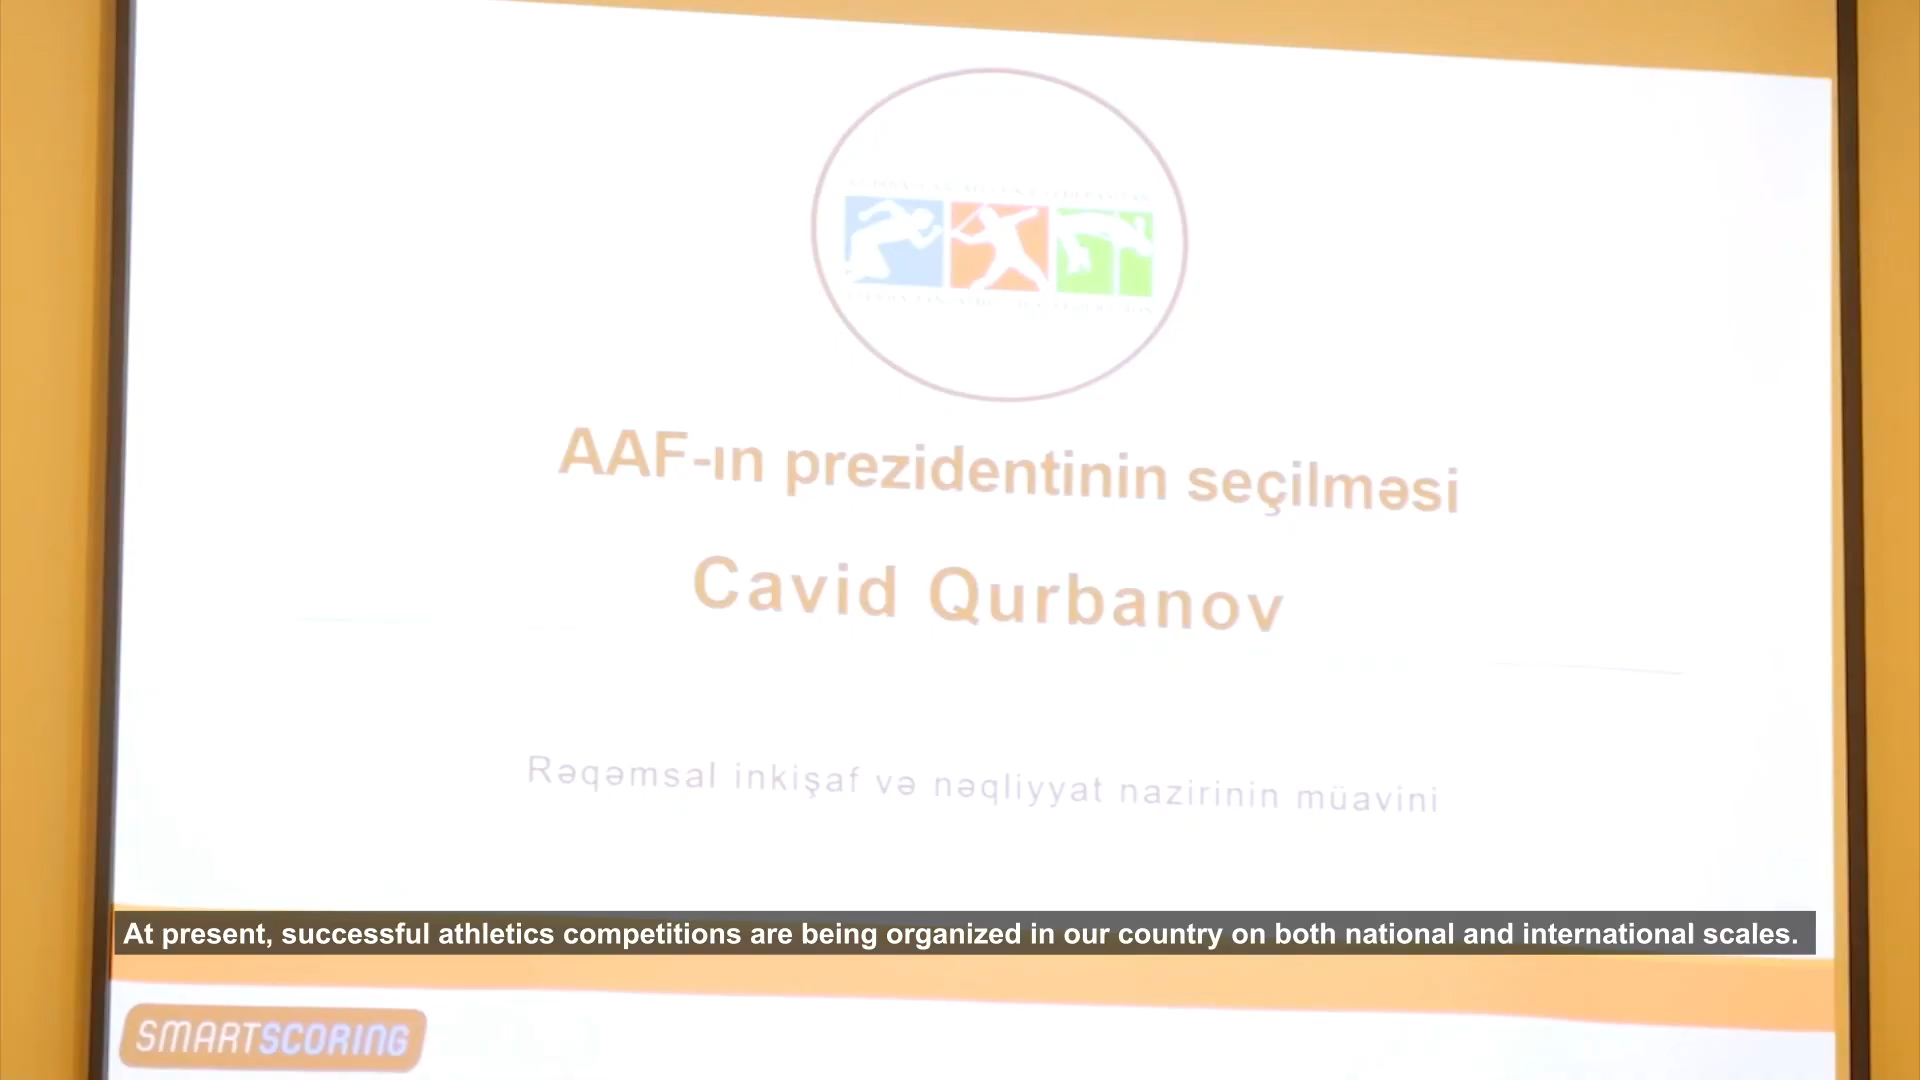 AAF-ın prezidentinin seçilməsi
Cavid Qurbanov
Rəqəmsal inkişaf və nəqliyyat nazirinin müavini
At present, successful athletics competitions are being organized in our country on both national and international scales.
SMARTSCORING